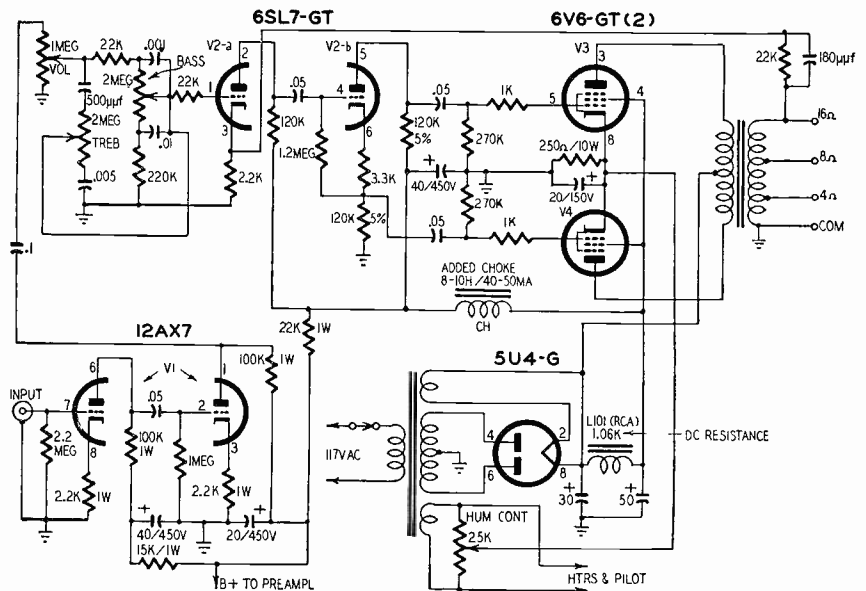 6SL7-GT
6V6-GT(2)
1MEG
VOL
22K
.001
BASS
2MEG
22K
500µµf
2MEG
TREB
.01
.005
220K
V2-a
2
1
3
2.2K
.05
120K
V2-b
5
4
6
1.2MEG
3.3K
120K
5%
.05
120K
5%
40/450V
+
270K
270K
.05
1K
1K
V3
3
5
4
8
250Ω/10W
+
20/150V
V4
22K
180µµf
16Ω
8Ω
4Ω
COM
.1
ADDED CHOKE
8-10H/40-50MA
CH
12AX7
INPUT
6
7
8
V1
2.2
MEG
2.2K
1W
100K
1W
.05
1MEG
1
2
3
2.2K
1W
100K
1W
22K
1W
+
40/450V
+
20/450V
15K/1W
B+ TO PREAMPL
5U4-G
117VAC
4
6
2
8
L101 (RCA)
1.06K
DC RESISTANCE
+
30
+
50
HUM CONT
25K
HTRS & PILOT